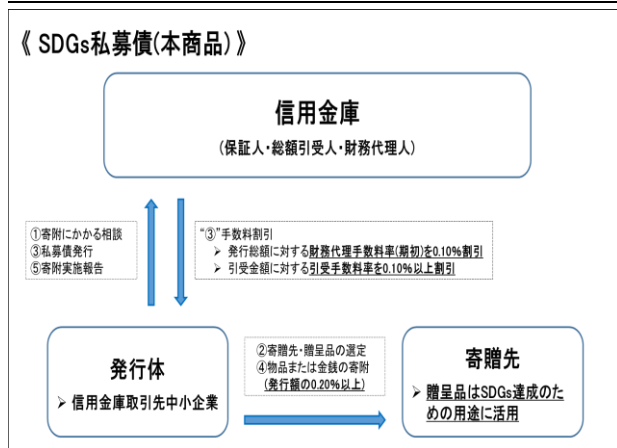 《 SDGs私募債(本商品) 》
信用金庫
(保証人・総額引受人・財務代理人)
①寄附にかかる相談
③私募債発行
⑤寄附実施報告
“③”手数料割引
➢ 発行総額に対する財務代理手数料率(期初)を0.10%割引
➢ 引受金額に対する引受手数料率を0.10%以上割引
発行体
➢ 信用金庫取引先中小企業
②寄贈先・贈呈品の選定
④物品または金銭の寄附
(発行額の0.20%以上)
寄贈先
➢ 贈呈品はSDGs達成のた
めの用途に活用